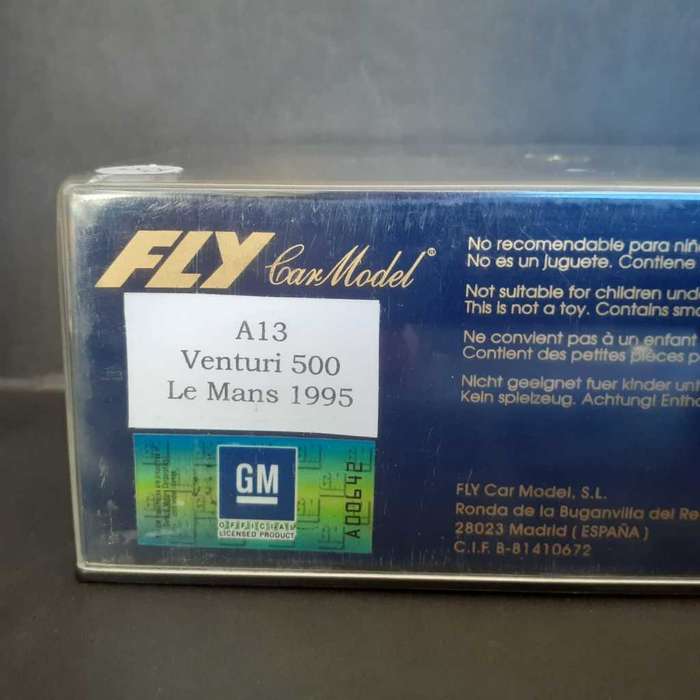 FLY Car Model®
A13
Venturi 500
Le Mans 1995
GM
OFFICIAL
LICENSED PRODUCT
A00642
No recomendable para niñ
No es un juguete. Contiene
Not suitable for children und
This is not a toy. Contains sma
Ne convient pas à un enfant
Contient des petites pièces p
Nicht geeignet fuer kinder unt
Kein spielzeug. Achtung! Entha
FLY Car Model, S.L.
Ronda de la Buganvilla del Re
28023 Madrid ( ESPAÑA )
C.I.F. B-81410672